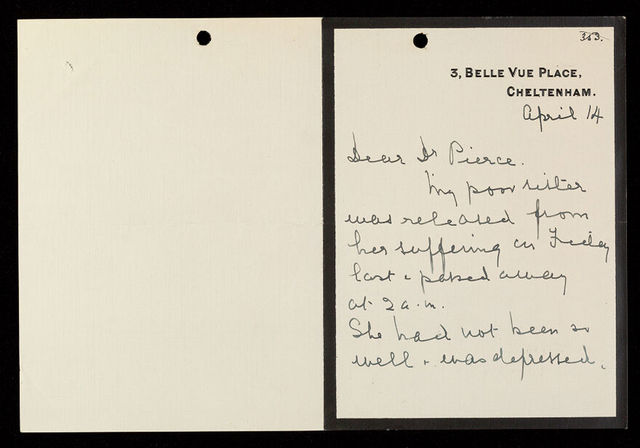 353.
3, BELLE VUE PLACE,
CHELTENHAM.
April 14
Dear Dr Pierce.
My poor sister
was released from
her suffering on Friday
last & passed away
at 2 a.m.
She had not been so
well & was depressed.